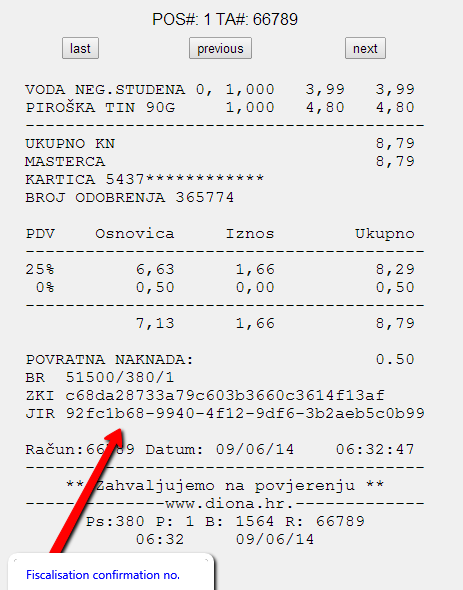 POS#: 1 TA#: 66789
last previous next
VODA NEG.STUDENA 0, 1,000 3,99 3,99
PIROŠKA TIN 90G 1,000 4,80 4,80
UKUPNO KN 8,79
MASTERCA 8,79
KARTICA 5437************
BROJ ODOBRENJA 365774
PDV Osnovica Iznos Ukupno
25% 6,63 1,66 8,29
0% 0,50 0,00 0,50
7,13 1,66 8,79
POVRATNA NAKNADA: 0.50
BR 51500/380/1
ZKI c68da28733a79c603b3660c3614f13af
JIR 92fc1b68-9940-4f12-9df6-3b2aeb5c0b99
Račun:66789 Datum: 09/06/14 06:32:47
** Zahvaljujemo na povjerenju **
www.diona.hr.
Ps:380 P: 1 B: 1564 R: 66789
06:32 09/06/14
Fiscalisation confirmation no.